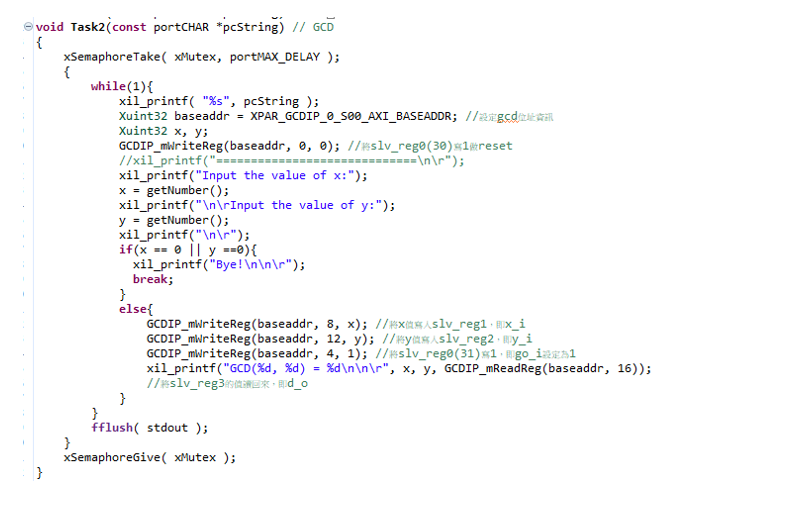 void Task2(const portCHAR *pcString) // GCD
{
xSemaphoreTake( xMutex, portMAX_DELAY );
{
while(1){
xil_printf( "%s", pcString );
Xuint32 baseaddr = XPAR_GCDIP_0_S00_AXI_BASEADDR; //設定gcd位址資訊
Xuint32 x, y;
GCDIP_mWriteReg(baseaddr, 0, 0); //將slv_reg0(30)寫1做reset
//xil_printf("=============================\n\r");
xil_printf("Input the value of x:");
x = getNumber();
xil_printf("\n\rInput the value of y:");
y = getNumber();
xil_printf("\n\r");
if(x == 0 || y ==0){
xil_printf("Bye!\n\n\r");
break;
}
else{
GCDIP_mWriteReg(baseaddr, 8, x); //將x值寫入slv_reg1，即x_i
GCDIP_mWriteReg(baseaddr, 12, y); //將y值寫入slv_reg2，即y_i
GCDIP_mWriteReg(baseaddr, 4, 1); //將slv_reg0(31)寫1，即go_i設定為1
xil_printf("GCD(%d, %d) = %d\n\n\r", x, y, GCDIP_mReadReg(baseaddr, 16));
//將slv_reg3的值讀回來，即d_o
}
}
fflush( stdout );
}
xSemaphoreGive( xMutex );
}